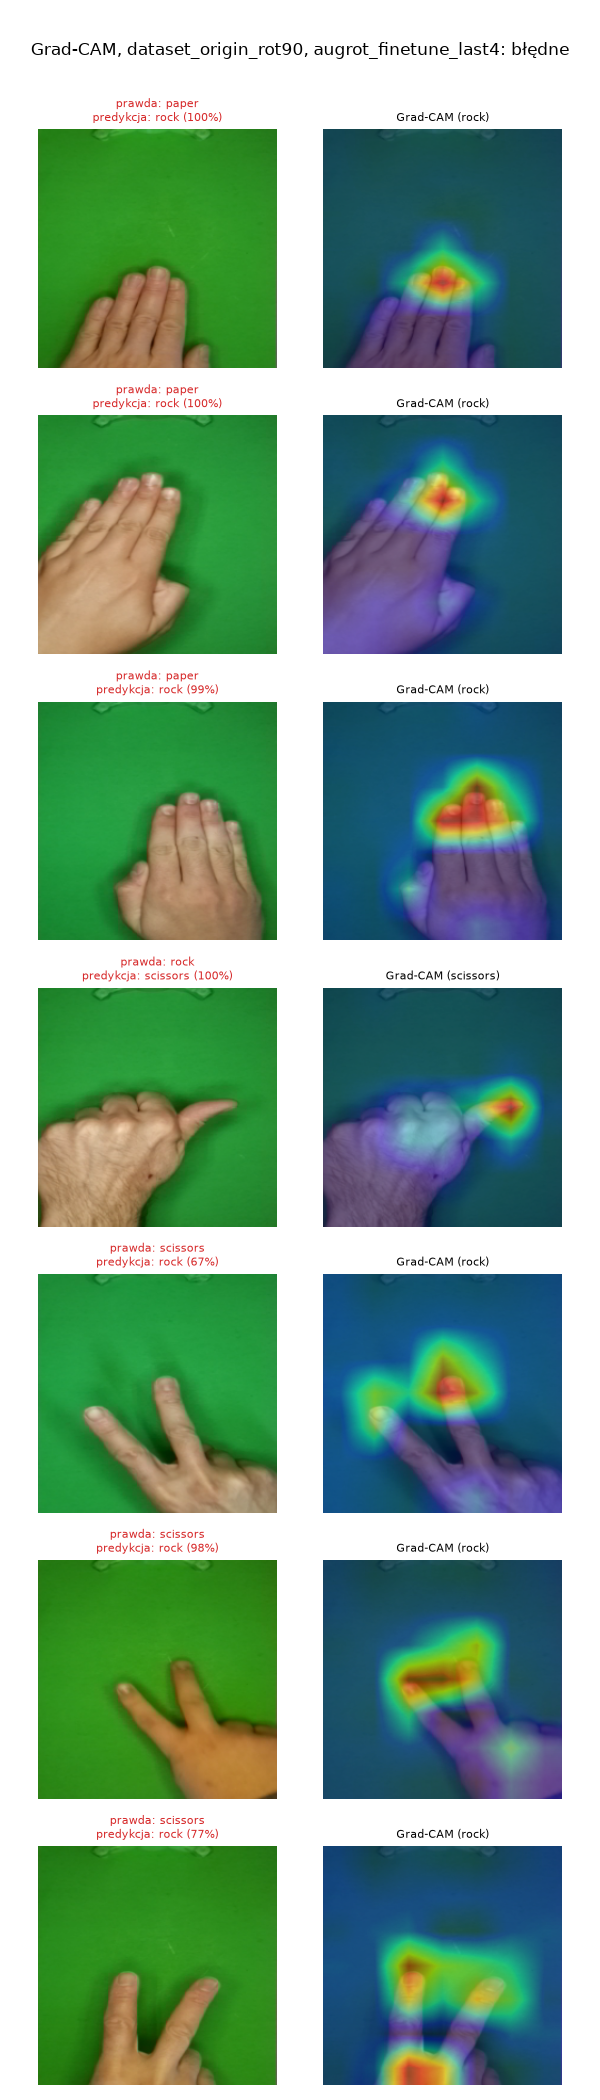 Grad-CAM, dataset_origin_rot90, augrot_finetune_last4: błędne
prawda: paper
predykcja: rock (100%)
Grad-CAM (rock)
prawda: paper
predykcja: rock (100%)
Grad-CAM (rock)
prawda: paper
predykcja: rock (99%)
Grad-CAM (rock)
prawda: rock
predykcja: scissors (100%)
Grad-CAM (scissors)
prawda: scissors
predykcja: rock (67%)
Grad-CAM (rock)
prawda: scissors
predykcja: rock (98%)
Grad-CAM (rock)
prawda: scissors
predykcja: rock (77%)
Grad-CAM (rock)